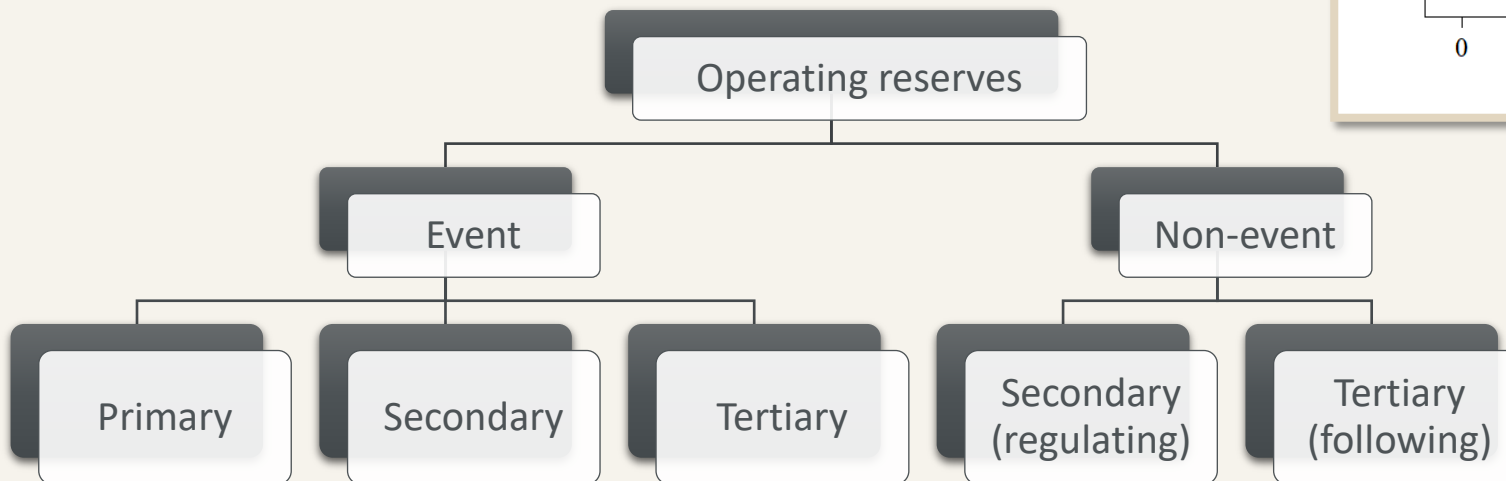 0
Operating reserves
Event
Non-event
Primary
Secondary
Tertiary
Secondary
(regulating)
Tertiary
(following)